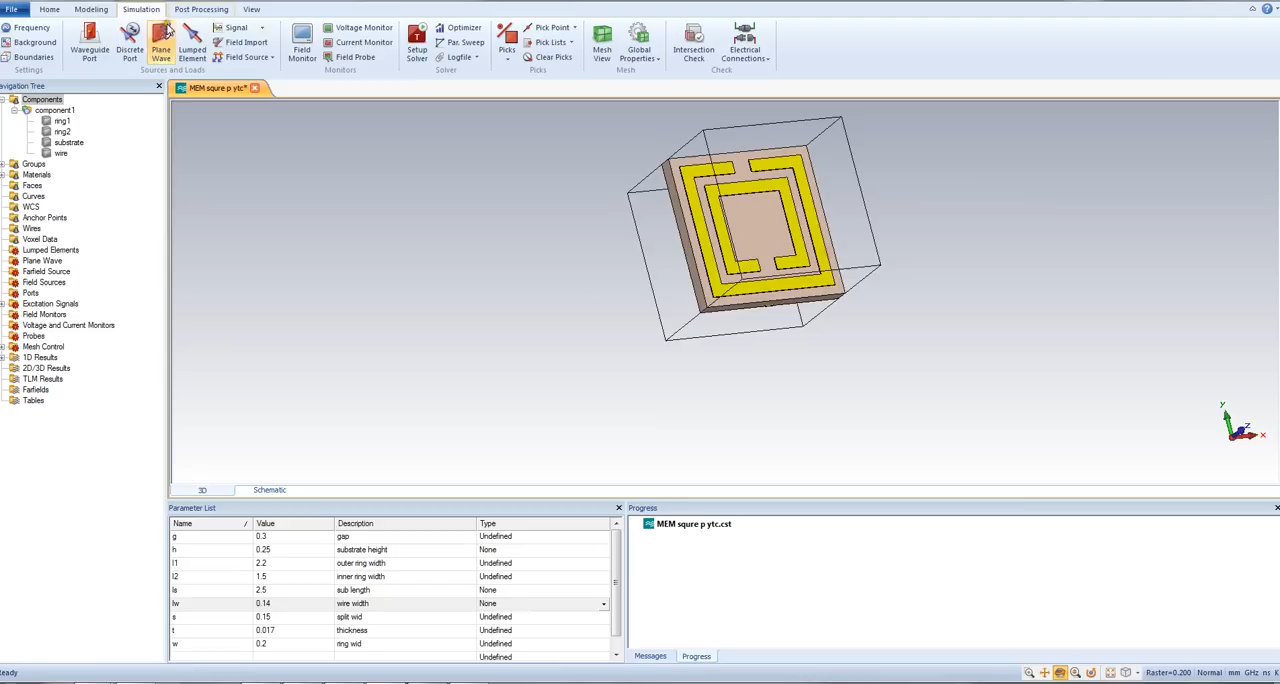 File Home Modeling Simulation Post Processing View
Frequency
Background
Boundaries
Settings
Waveguide Port
Discrete Port
Plane Wave
Lumped Element
Signal
Field Import
Field Source
Sources and Loads
Field Monitor
Voltage Monitor
Current Monitor
Field Probe
Monitors
Setup Solver
Optimizer
Par. Sweep
Logfile
Solver
Picks
Pick Point
Pick Lists
Clear Picks
Picks
Mesh View
Global Properties
Mesh
Intersection Check
Electrical Connections
Check
avigation Tree
MEM squre p ytc*
Components
component1
ring1
ring2
substrate
wire
Groups
Materials
Faces
Curves
WCS
Anchor Points
Wires
Voxel Data
Lumped Elements
Plane Wave
Farfield Source
Field Sources
Ports
Excitation Signals
Field Monitors
Voltage and Current Monitors
Probes
Mesh Control
1D Results
2D/3D Results
TLM Results
Farfields
Tables
Y
Z
X
3D Schematic
Parameter List
Name / Value Description Type
g 0.3 gap Undefined
h 0.25 substrate height None
l1 2.2 outer ring width Undefined
l2 1.5 inner ring width Undefined
ls 2.5 sub length None
lw 0.14 wire width None
s 0.15 split wid Undefined
t 0.017 thickness Undefined
w 0.2 ring wid Undefined
Undefined
Progress
MEM squre p ytc.cst
Messages Progress
eady
Raster=0.200 Normal mm GHz ns K